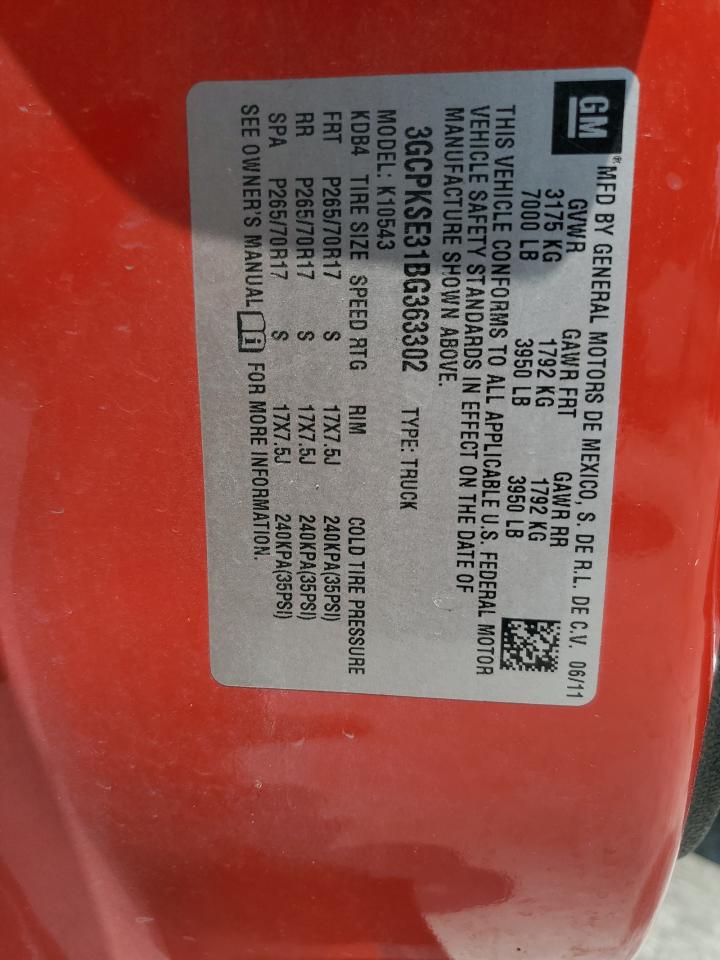 GM
®MFD BY GENERAL MOTORS DE MEXICO, S. DE R.L. DE C.V. 06/11
GVWR GAWR FRT GAWR RR
3175 KG 1792 KG 1792 KG
7000 LB 3950 LB 3950 LB
THIS VEHICLE CONFORMS TO ALL APPLICABLE U.S. FEDERAL MOTOR
VEHICLE SAFETY STANDARDS IN EFFECT ON THE DATE OF
MANUFACTURE SHOWN ABOVE.
3GCPKSE31BG363302 TYPE: TRUCK
MODEL: K10543
KDB4 TIRE SIZE SPEED RTG RIM COLD TIRE PRESSURE
FRT P265/70R17 S 17X7.5J 240KPA(35PSI)
RR P265/70R17 S 17X7.5J 240KPA(35PSI)
SPA P265/70R17 S 17X7.5J 240KPA(35PSI)
SEE OWNER'S MANUAL i FOR MORE INFORMATION.